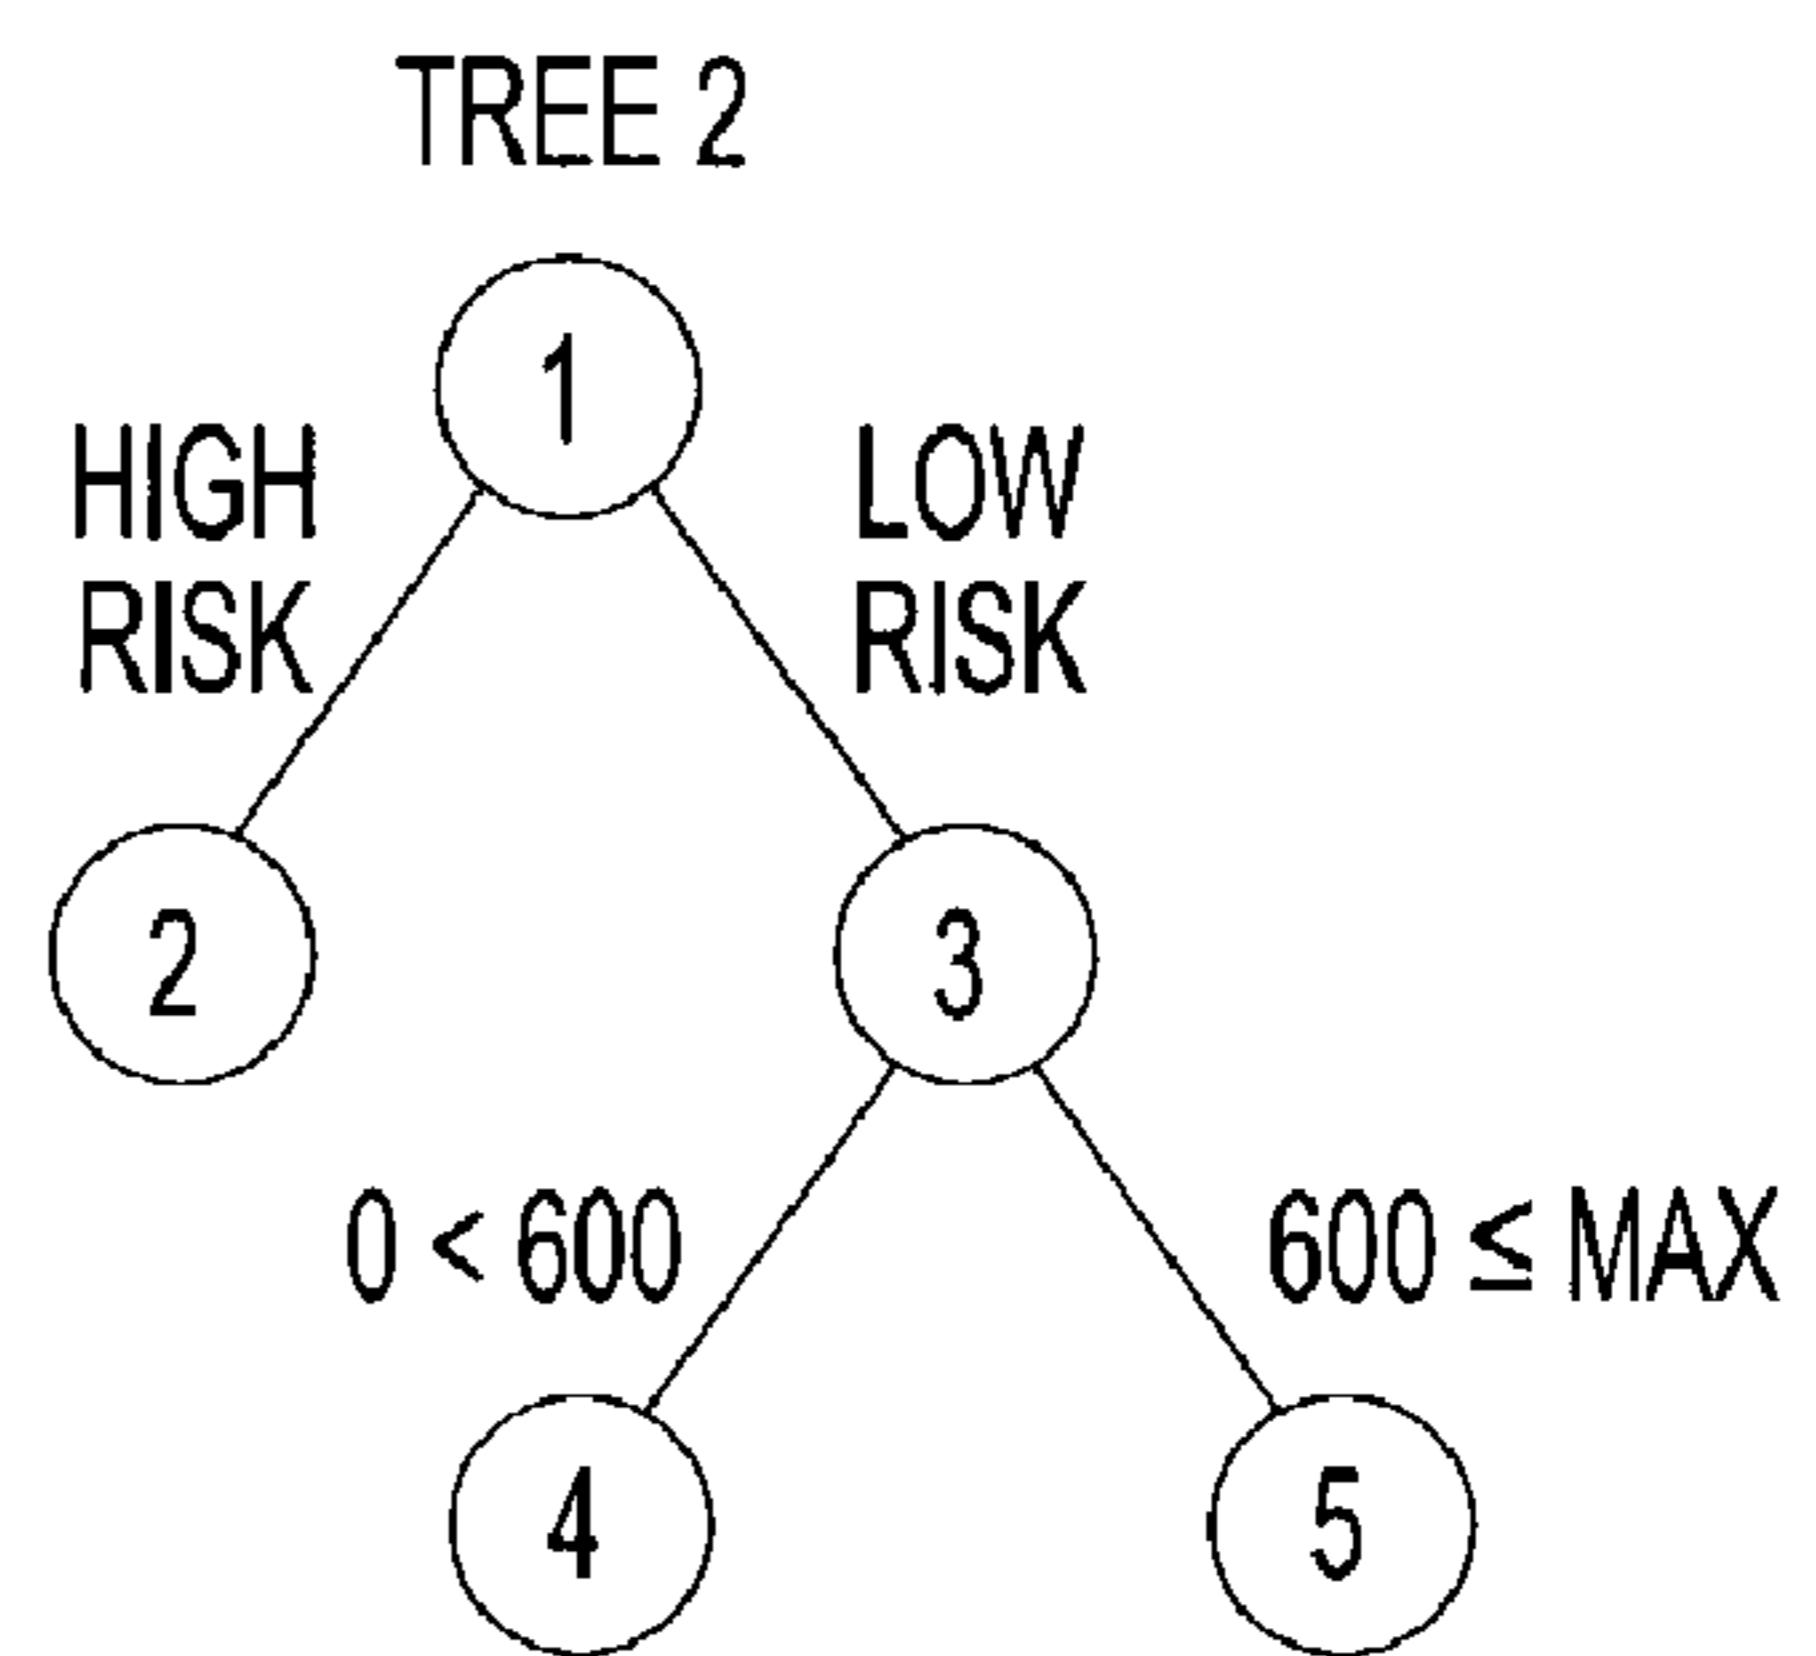 TREE 2
1
HIGH
RISK
LOW
RISK
2
3
0 < 600
600 ≤ MAX
4
5